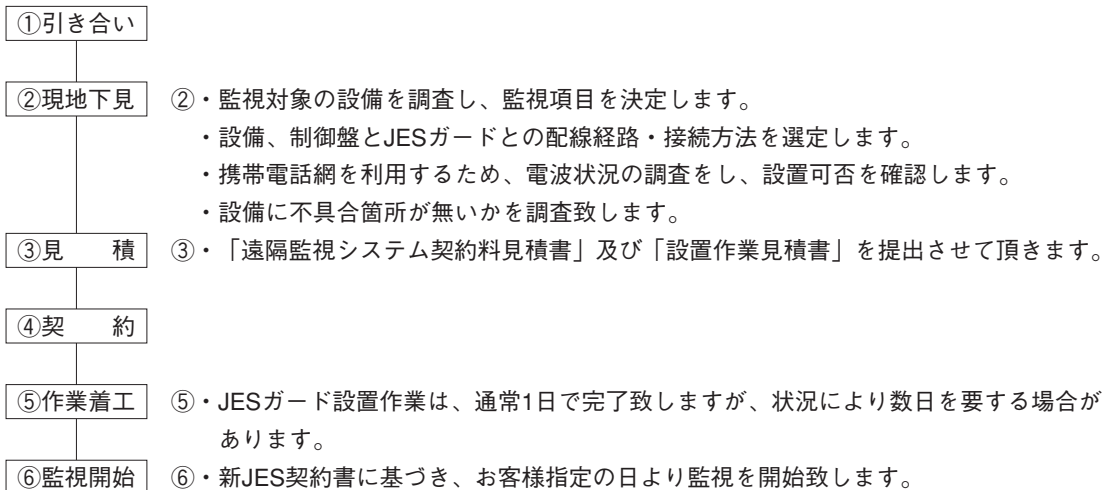 ①引き合い
②現地下見　②・監視対象の設備を調査し、監視項目を決定します。
・設備、制御盤とJESガードとの配線経路・接続方法を選定します。
・携帯電話網を利用するため、電波状況の調査をし、設置可否を確認します。
・設備に不具合箇所が無いかを調査致します。
③見　　積　③・「遠隔監視システム契約料見積書」及び「設置作業見積書」を提出させて頂きます。
④契　　約
⑤作業着工　⑤・JESガード設置作業は、通常1日で完了致しますが、状況により数日を要する場合が
あります。
⑥監視開始　⑥・新JES契約書に基づき、お客様指定の日より監視を開始致します。